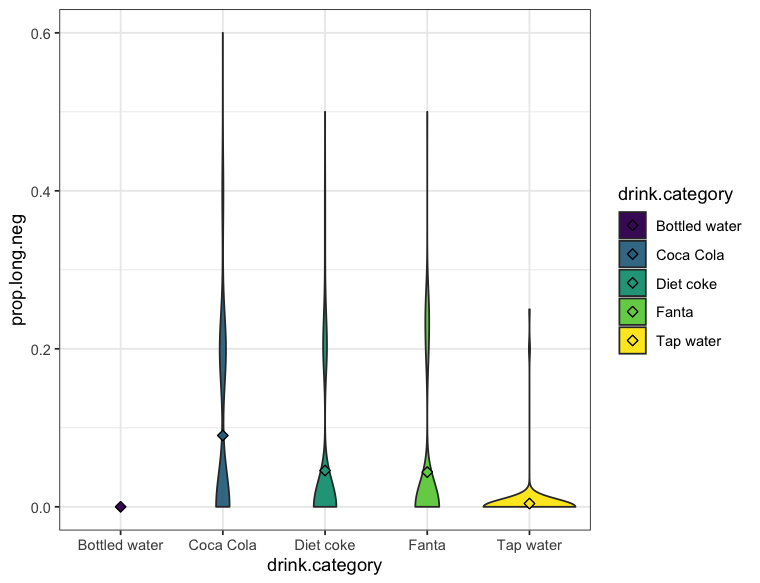 0.6
0.4
0.2
0.0
prop.long.neg
Bottled water
Coca Cola
Diet coke
Fanta
Tap water
drink.category
drink.category
Bottled water
Coca Cola
Diet coke
Fanta
Tap water